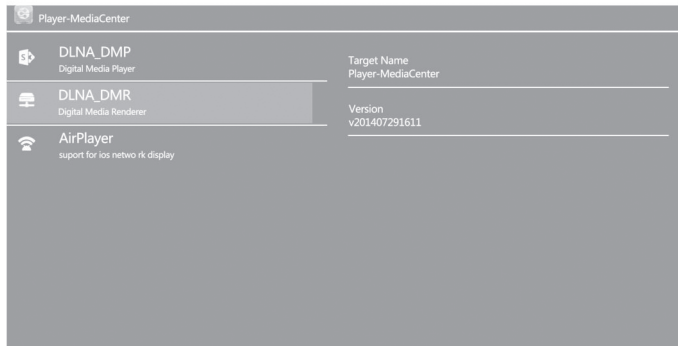 Player-MediaCenter
DLNA_DMP
Digital Media Player
DLNA_DMR
Digital Media Renderer
AirPlayer
suport for ios netwo rk display
Target Name
Player-MediaCenter
Version
v201407291611